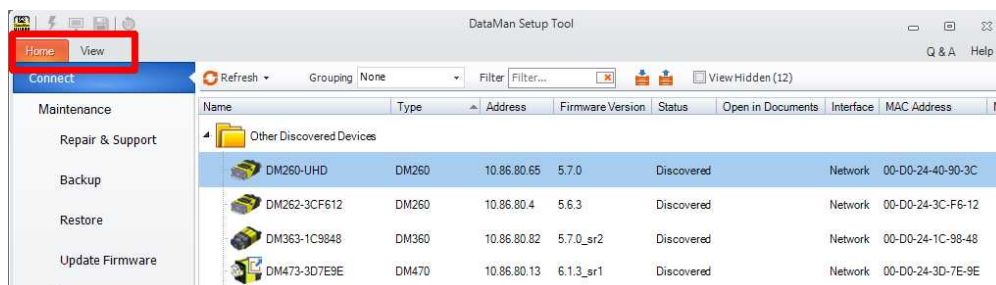 DataMan Setup Tool
Home View Q & A Help
Connect Refresh Grouping None Filter Filter... View Hidden (12)
Maintenance
Repair & Support
Backup
Restore
Update Firmware
Name Type Address Firmware Version Status Open in Documents Interface MAC Address
Other Discovered Devices
DM260-UHD DM260 10.86.80.65 5.7.0 Discovered Network 00-D0-24-40-90-3C
DM262-3CF612 DM260 10.86.80.4 5.6.3 Discovered Network 00-D0-24-3C-F6-12
DM363-1C9848 DM360 10.86.80.82 5.7.0_sr2 Discovered Network 00-D0-24-1C-98-48
DM473-3D7E9E DM470 10.86.80.13 6.1.3_sr1 Discovered Network 00-D0-24-3D-7E-9E